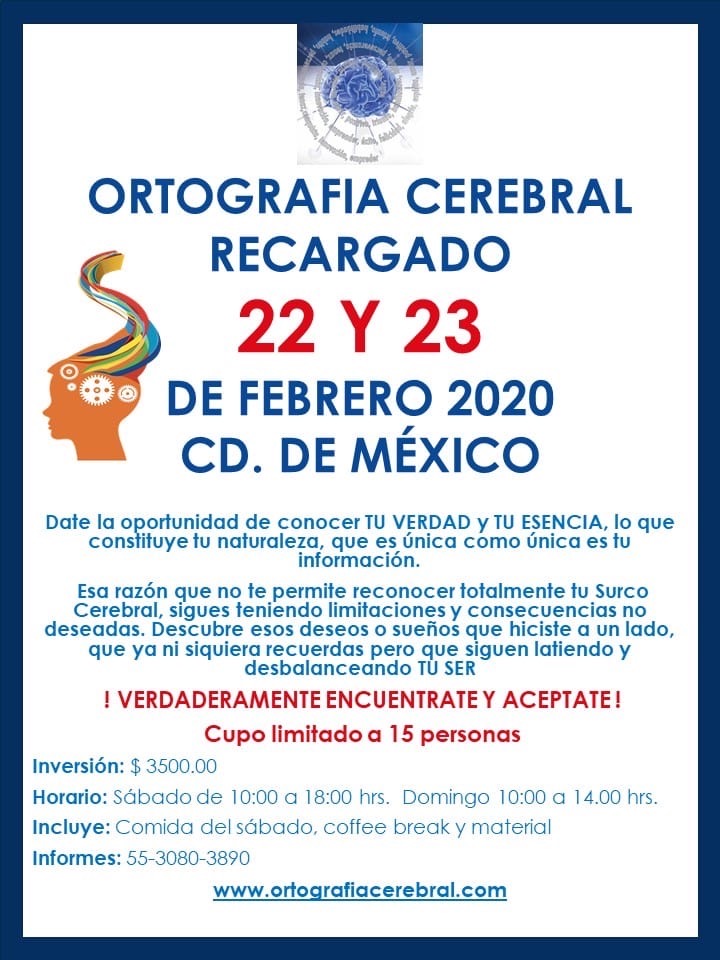 ORTOGRAFIA CEREBRAL
RECARGADO
22 Y 23
DE FEBRERO 2020
CD. DE MÉXICO
Date la oportunidad de conocer TU VERDAD y TU ESENCIA, lo que
constituye tu naturaleza, que es única como única es tu
información.
Esa razón que no te permite reconocer totalmente tu Surco
Cerebral, sigues teniendo limitaciones y consecuencias no
deseadas. Descubre esos deseos o sueños que hiciste a un lado,
que ya ni siquiera recuerdas pero que siguen latiendo y
desbalanceando TU SER
! VERDADERAMENTE ENCUENTRATE Y ACEPTATE !
Cupo limitado a 15 personas
Inversión: $ 3500.00
Horario: Sábado de 10:00 a 18:00 hrs. Domingo 10:00 a 14.00 hrs.
Incluye: Comida del sábado, coffee break y material
Informes: 55-3080-3890
www.ortografiacerebral.com